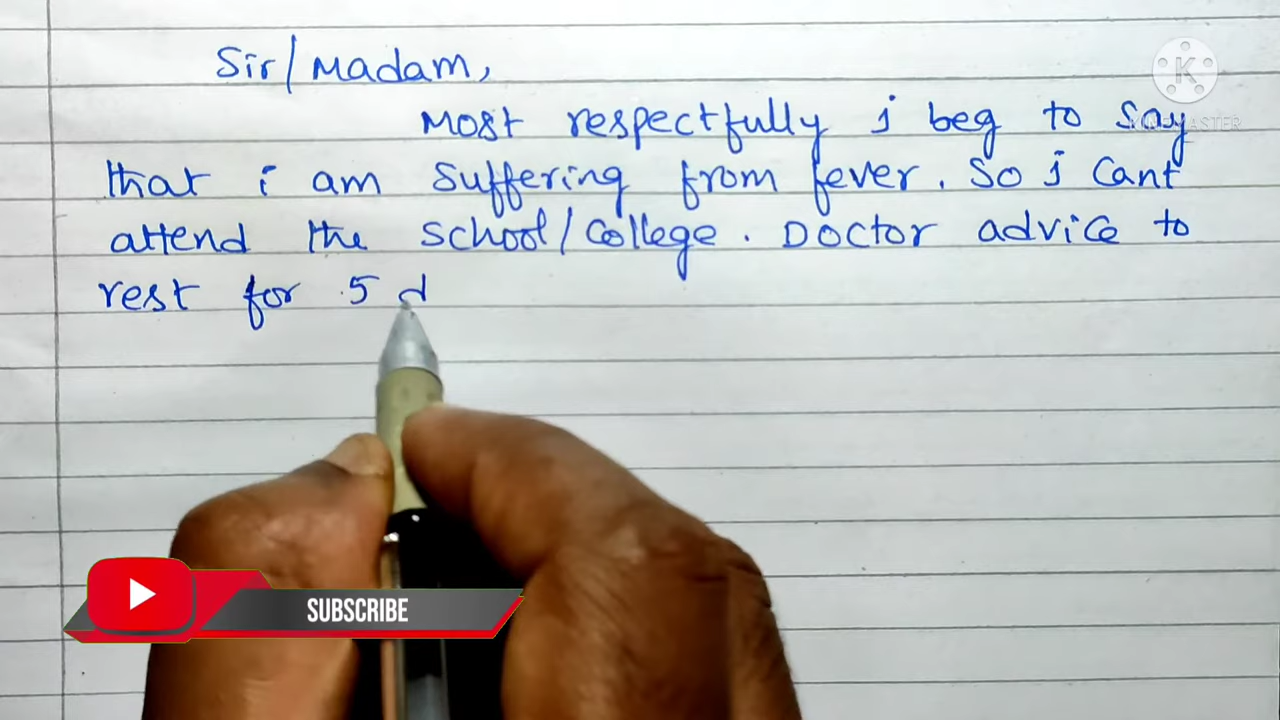 Sir/Madam,
Most respectfully i beg to say
that i am suffering from fever. So i cant
attend the school/college. Doctor advice to
rest for 5 d
K
KINEMASTER
SUBSCRIBE